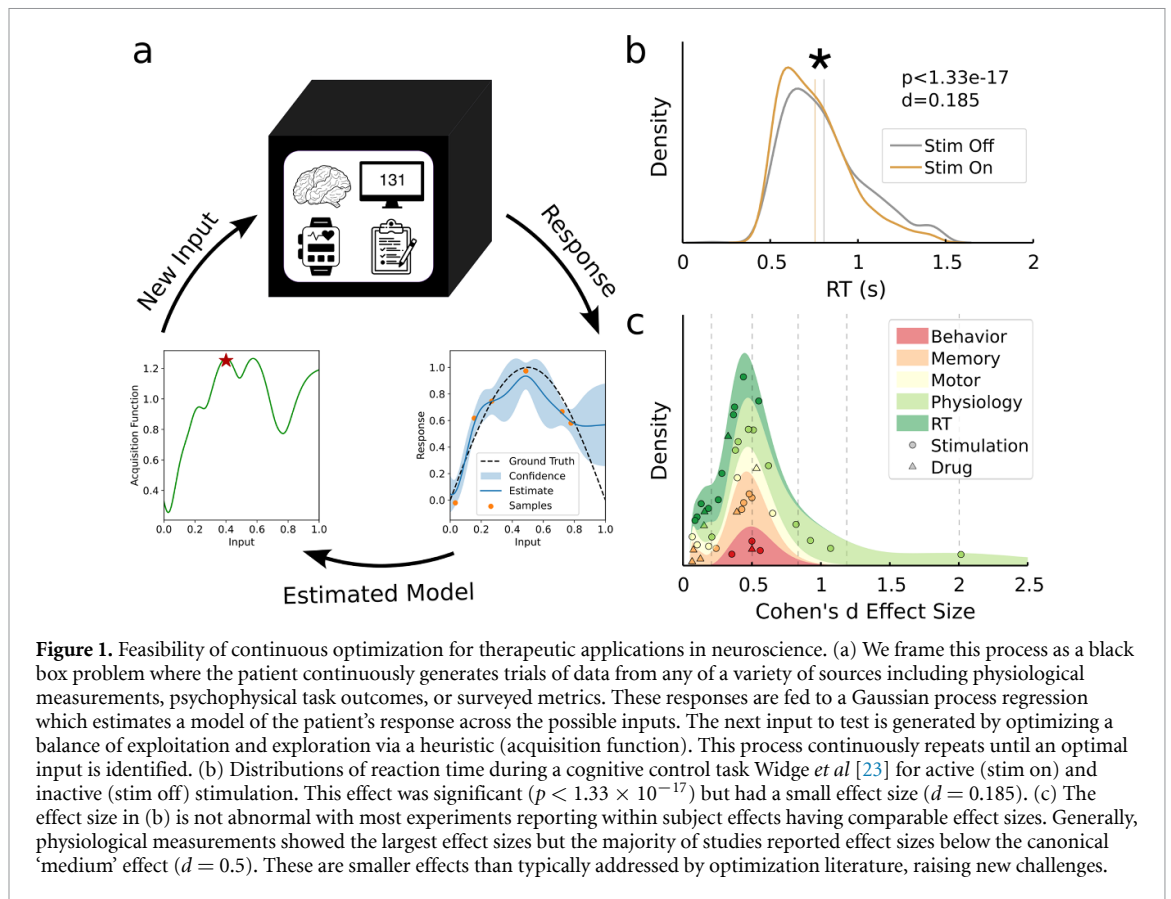 a
131
New Input
Response
Acquisition Function
1.2
1.0
0.8
0.6
0.4
0.0 0.2 0.4 0.6 0.8 1.0
Input
Response
1.0
0.8
0.6
0.4
0.2
0.0
Ground Truth
Confidence
Estimate
Samples
0.0 0.2 0.4 0.6 0.8 1.0
Input
Estimated Model
b
*
p<1.33e-17
d=0.185
Density
Stim Off
Stim On
0 0.5 1 1.5 2
RT (s)
c
Density
Behavior
Memory
Motor
Physiology
RT
Stimulation
Drug
0 0.5 1 1.5 2 2.5
Cohen's d Effect Size
Figure 1. Feasibility of continuous optimization for therapeutic applications in neuroscience. (a) We frame this process as a black
box problem where the patient continuously generates trials of data from any of a variety of sources including physiological
measurements, psychophysical task outcomes, or surveyed metrics. These responses are fed to a Gaussian process regression
which estimates a model of the patient's response across the possible inputs. The next input to test is generated by optimizing a
balance of exploitation and exploration via a heuristic (acquisition function). This process continuously repeats until an optimal
input is identified. (b) Distributions of reaction time during a cognitive control task Widge et al [23] for active (stim on) and
inactive (stim off) stimulation. This effect was significant (p < 1.33 × 10⁻¹⁷) but had a small effect size (d = 0.185). (c) The
effect size in (b) is not abnormal with most experiments reporting within subject effects having comparable effect sizes. Generally,
physiological measurements showed the largest effect sizes but the majority of studies reported effect sizes below the canonical
'medium' effect (d = 0.5). These are smaller effects than typically addressed by optimization literature, raising new challenges.